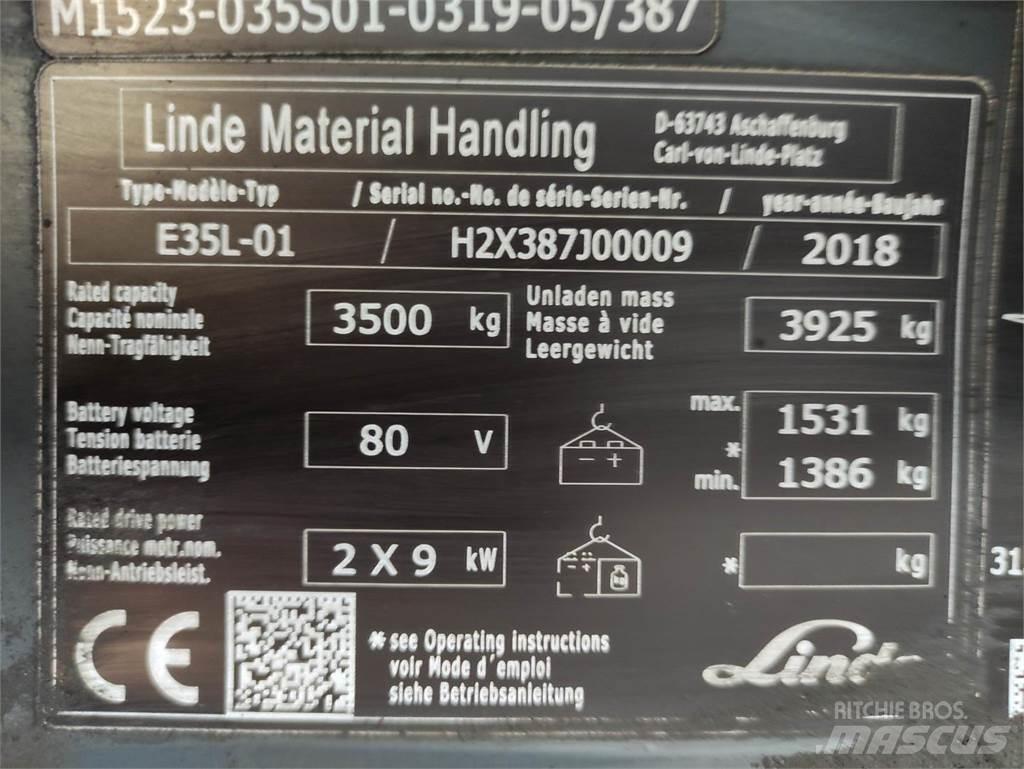 M1523-035S01-0319-05/387
Linde Material Handling
D-63743 Aschaffenburg
Carl-von-Linde-Platz
Type-Modèle-Typ / Serial no.-No. de série-Serien-Nr. / year-année-Baujahr
E35L-01 / H2X387J00009 / 2018
Rated capacity
Capacité nominale
Nenn-Tragfähigkeit
3500 kg
Unladen mass
Masse à vide
Leergewicht
3925 kg
Battery voltage
Tension batterie
Batteriespannung
80 V
- +
max. 1531 kg
*
min. 1386 kg
Rated drive power
Puissance motr.nom.
Nenn-Antriebsleist.
2 X 9 kW
- +
kg
* kg
CE
* see Operating instructions
voir Mode d'emploi
siehe Betriebsanleitung
Linde
31
RITCHIE BROS.
MASCUS